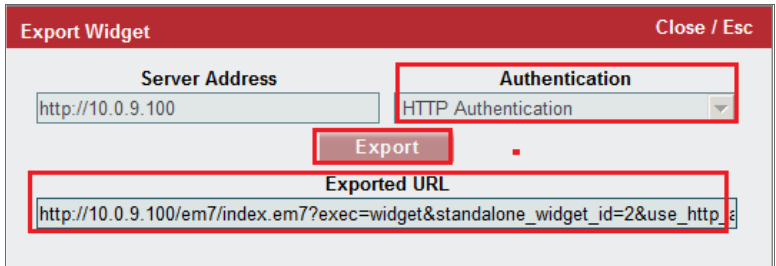 Export Widget Close / Esc
Server Address Authentication
http://10.0.9.100 HTTP Authentication
Export
Exported URL
http://10.0.9.100/em7/index.em7?exec=widget&standalone_widget_id=2&use_http_a